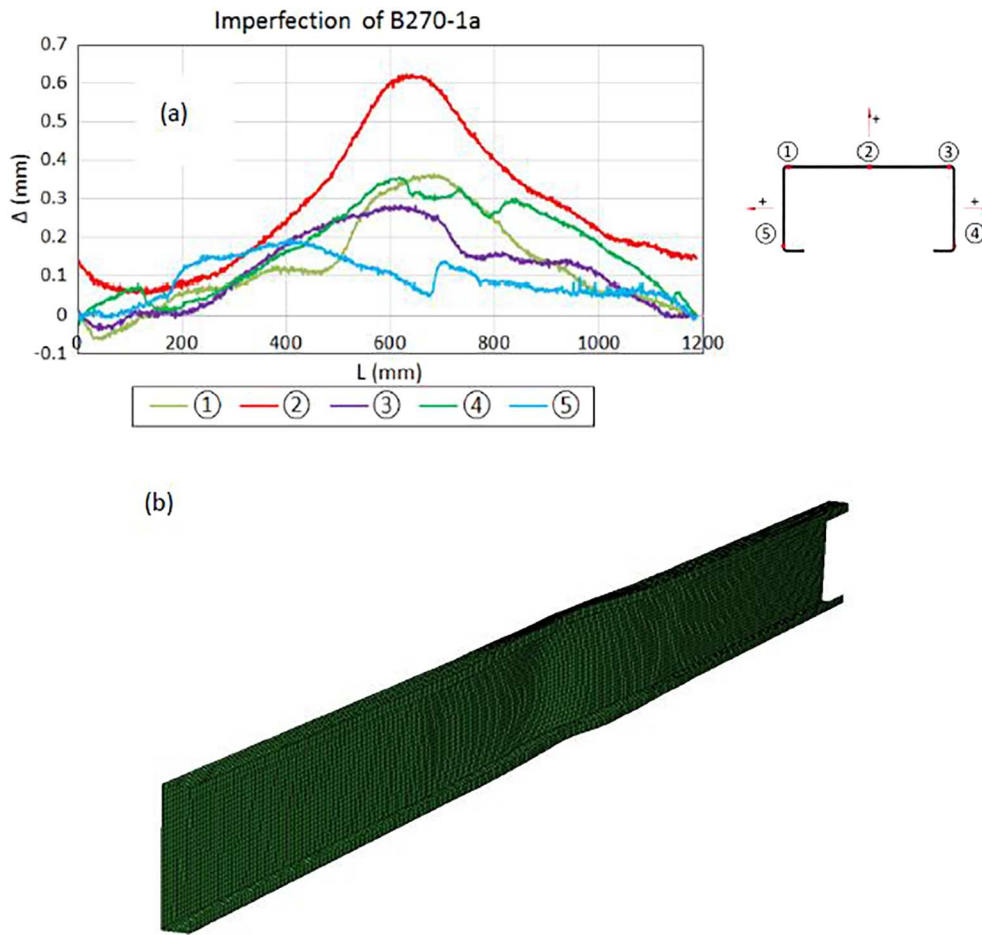 Imperfection of B270-1a
0.7
0.6
0.5
0.4
0.3
0.2
0.1
0
-0.1
Δ (mm)
(a)
0 200 400 600 800 1000 1200
L (mm)
① ② ③ ④ ⑤
+
① ② ③
+ +
⑤ ④
(b)